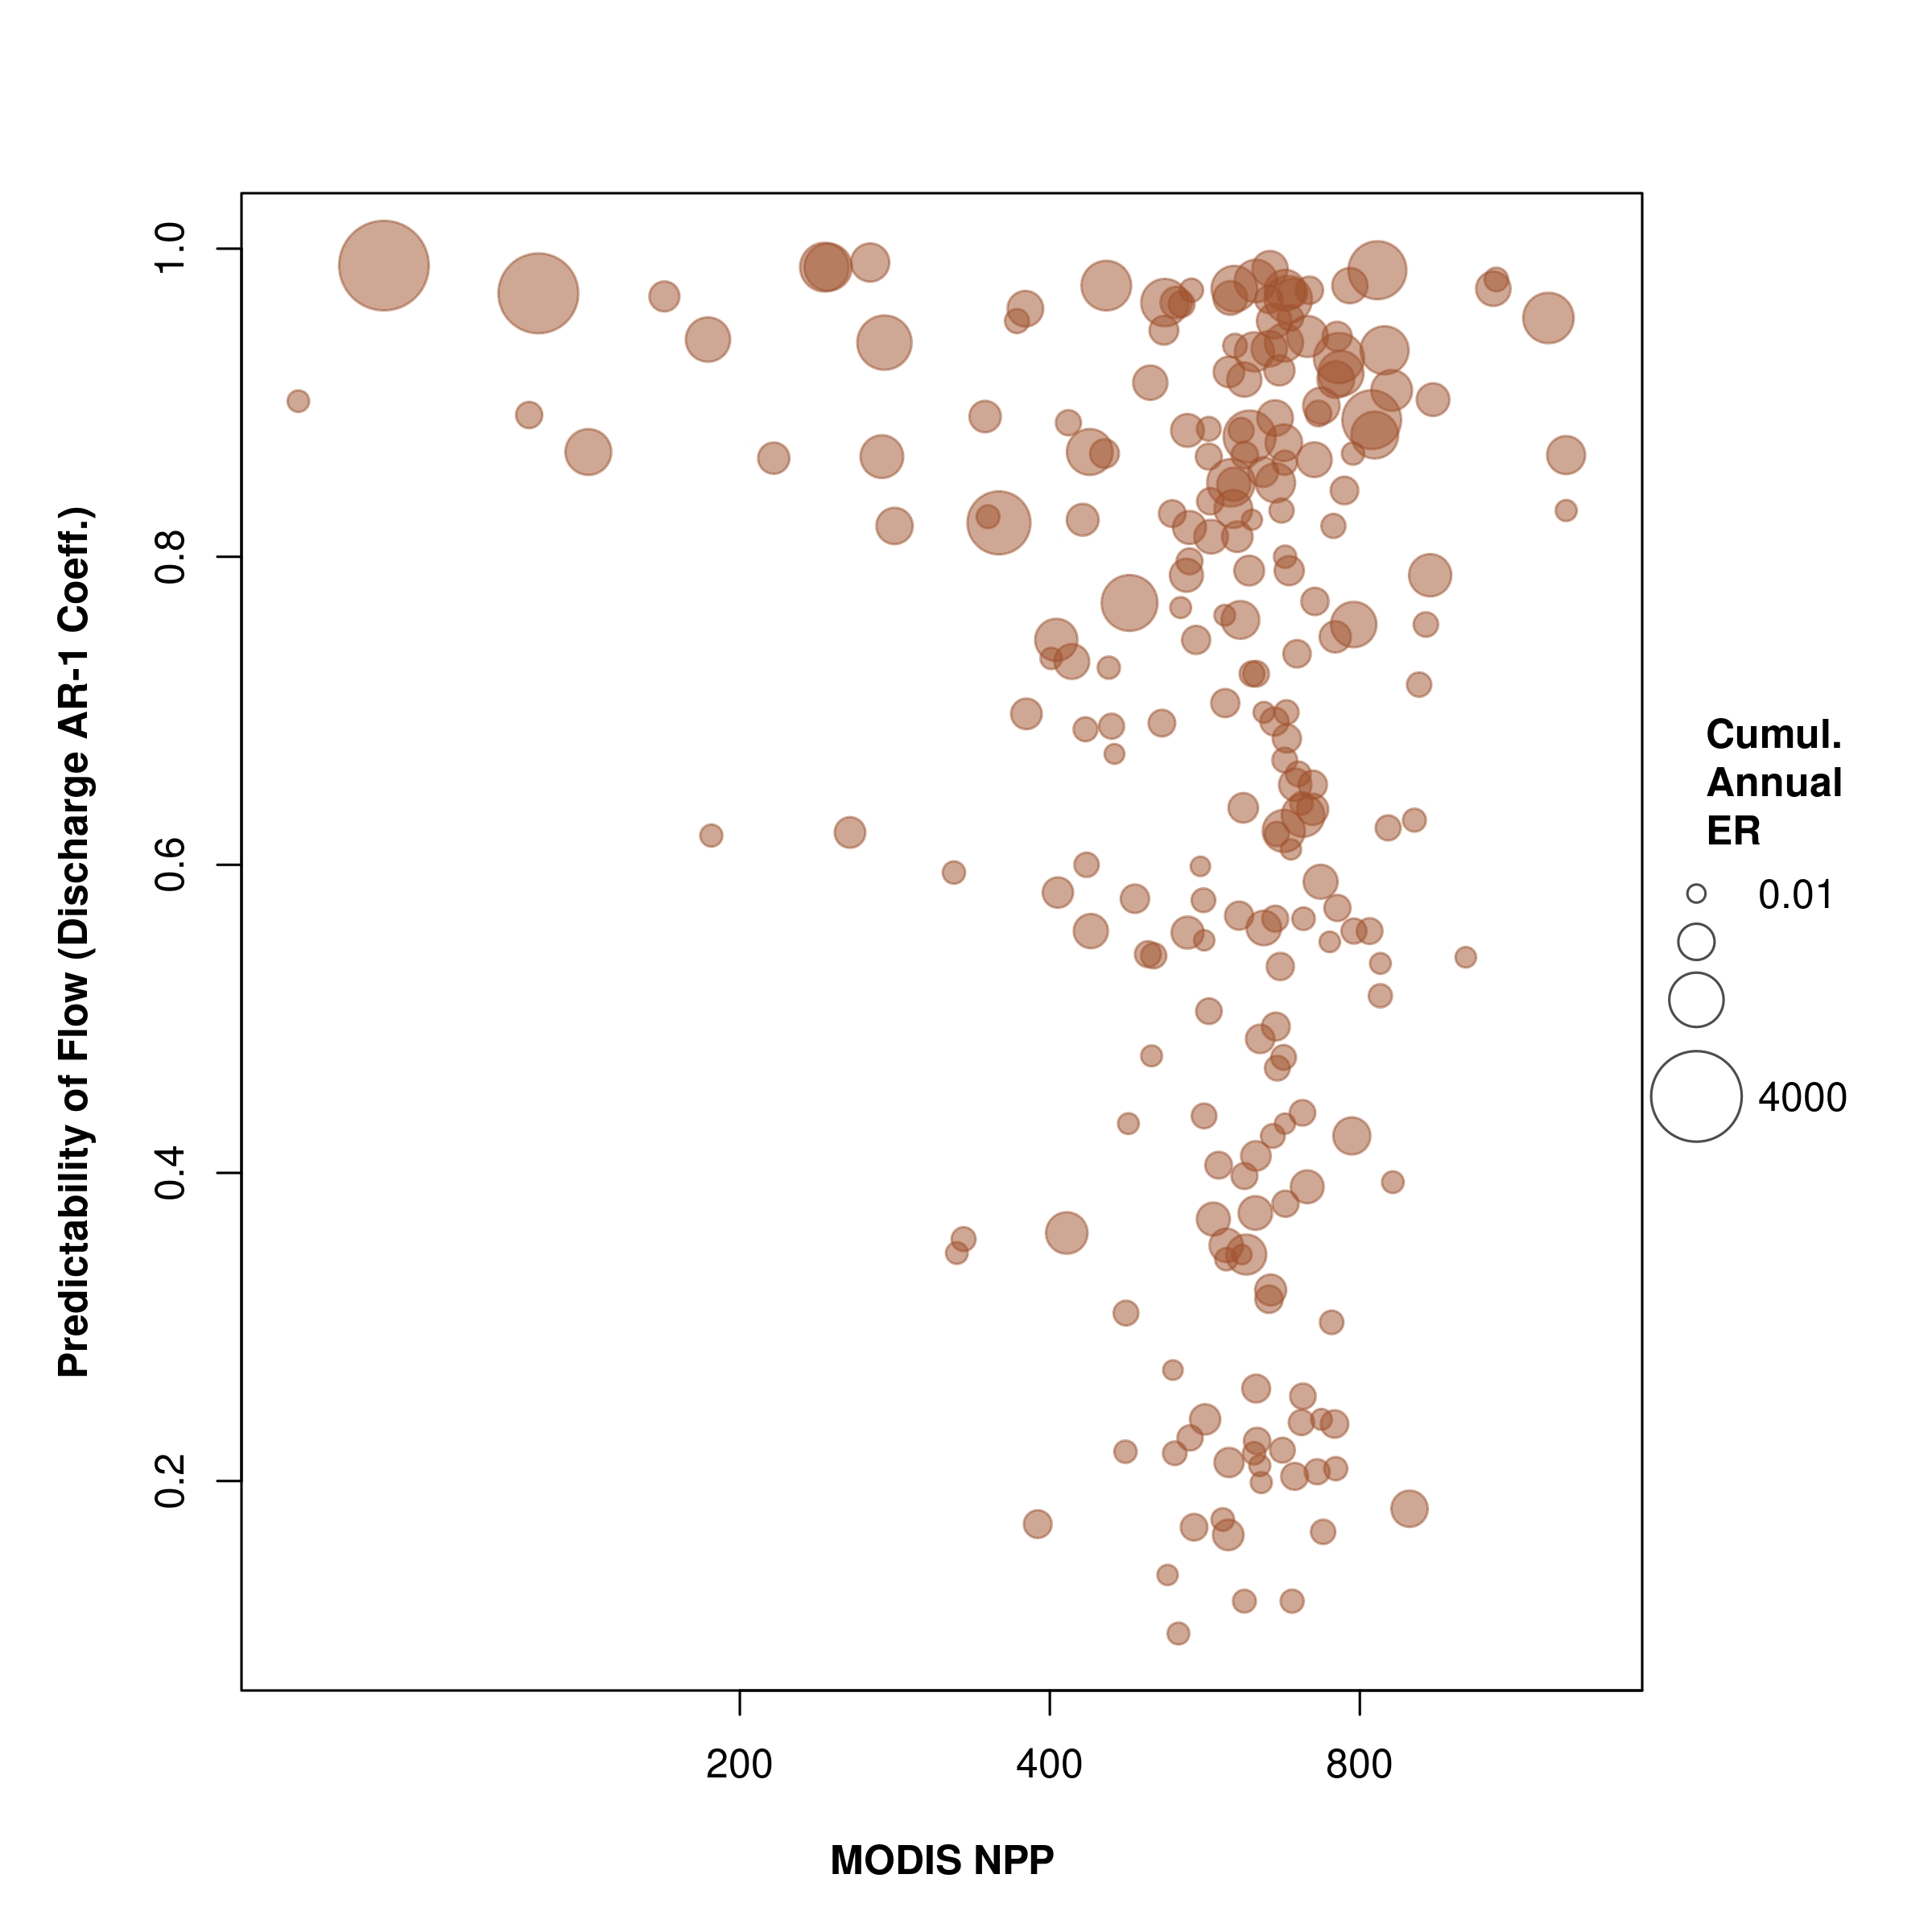 1.0
0.8
0.6
0.4
0.2
Predictability of Flow (Discharge AR-1 Coeff.)
200 400 800
MODIS NPP
Cumul.
Annual
ER
0.01
4000